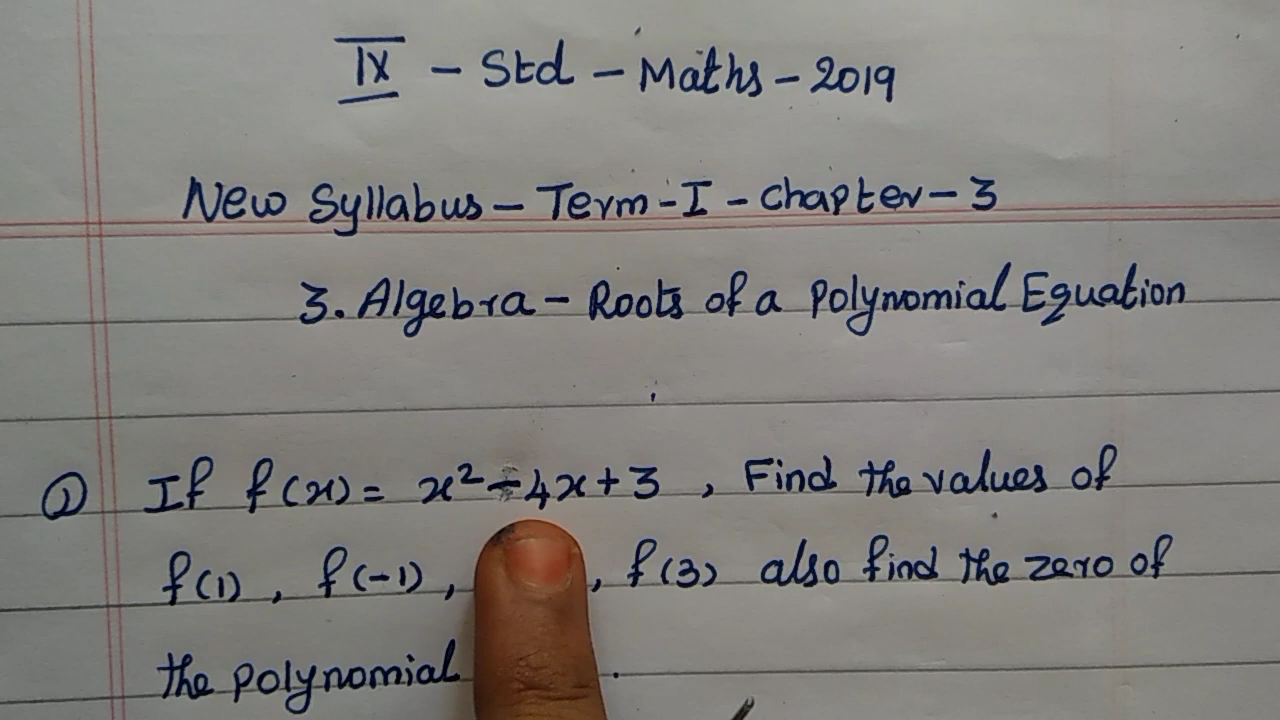 IX - Std - Maths - 2019
New Syllabus - Term - I - Chapter - 3
3. Algebra - Roots of a Polynomial Equation
① If f(x) = x² - 4x + 3 , Find the values of
f(1) , f(-1) , , f(3) also find the zero of
the polynomial .